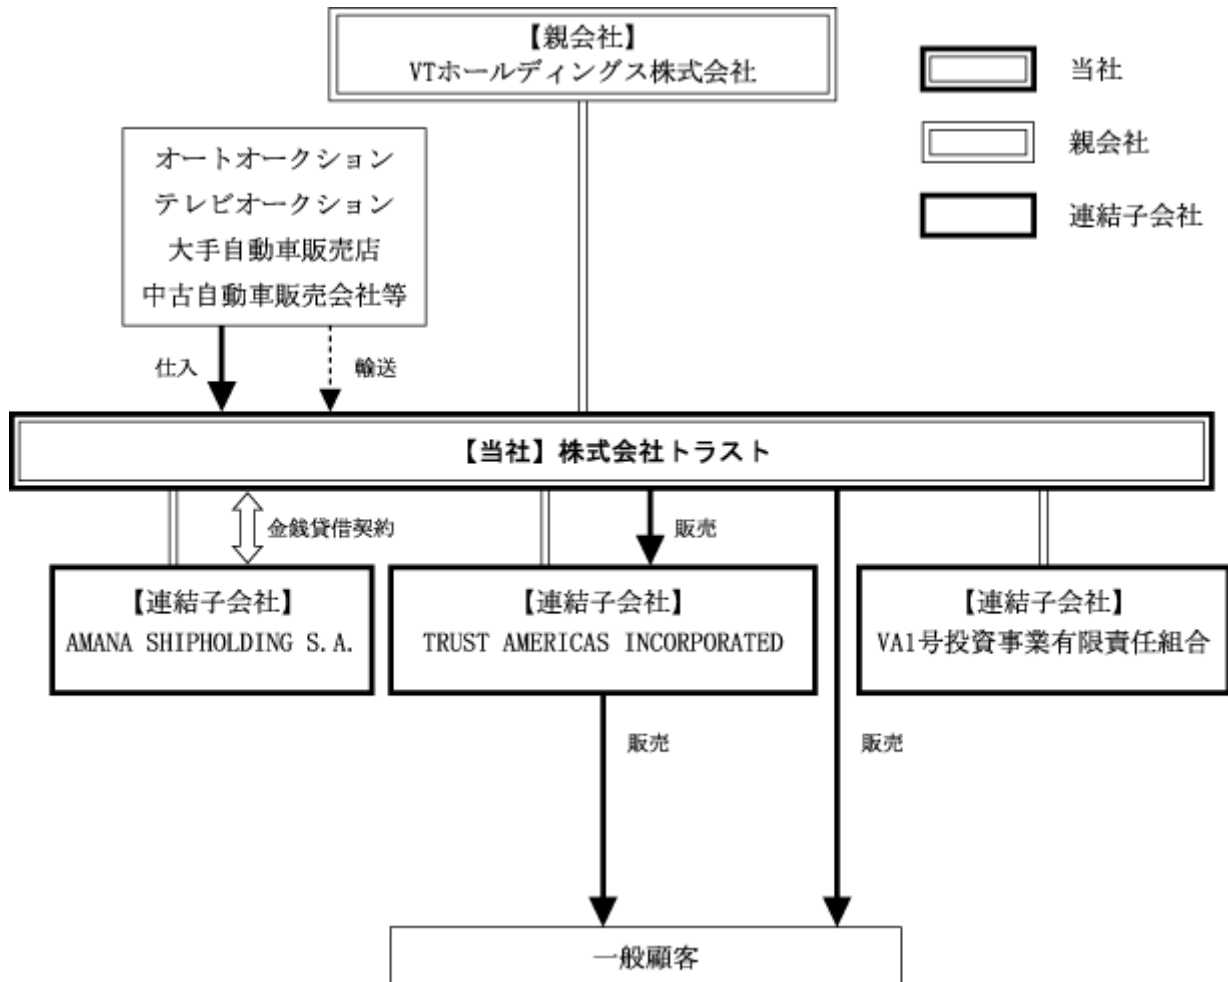 【親会社】
VTホールディングス株式会社
当社
親会社
連結子会社
オートオークション
テレビオークション
大手自動車販売店
中古自動車販売会社等
仕入
輸送
【当社】株式会社トラスト
金銭貸借契約
販売
【連結子会社】
AMANA SHIPHOLDING S.A.
【連結子会社】
TRUST AMERICAS INCORPORATED
【連結子会社】
VA1号投資事業有限責任組合
販売
販売
一般顧客